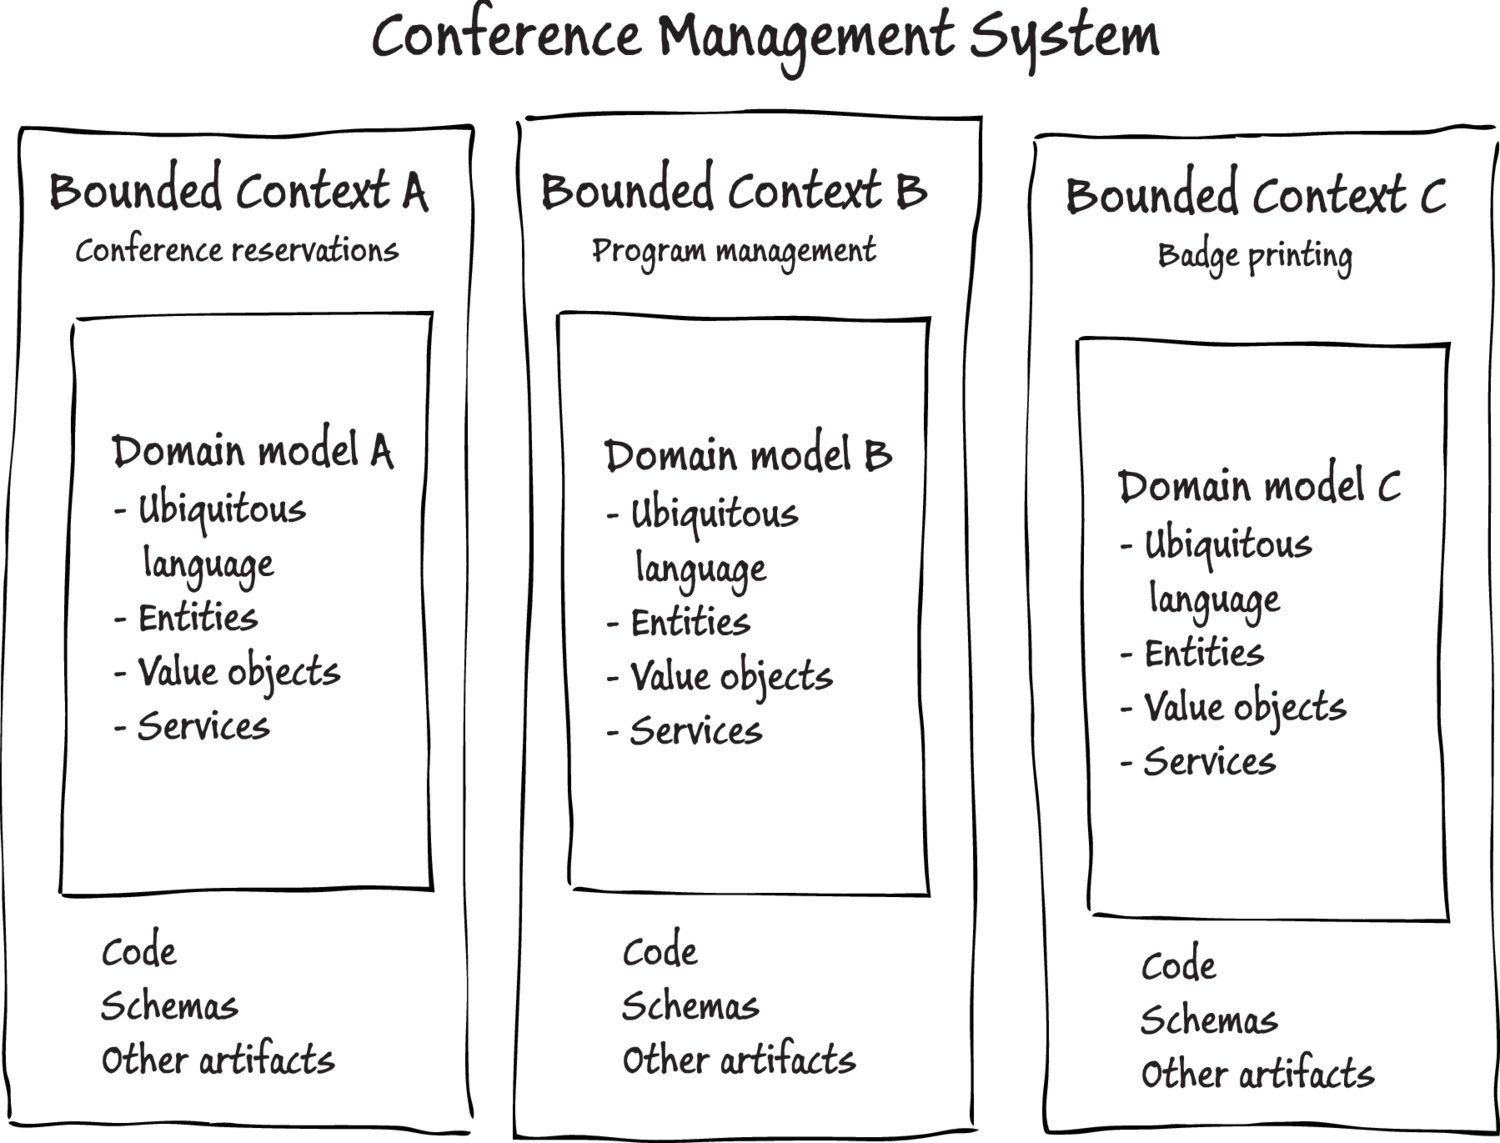 Conference Management System
Bounded Context A
Conference reservations
Domain model A
- Ubiquitous
language
- Entities
- Value objects
- Services
Code
Schemas
Other artifacts
Bounded Context B
Program management
Domain model B
- Ubiquitous
language
- Entities
- Value objects
- Services
Code
Schemas
Other artifacts
Bounded Context C
Badge printing
Domain model C
- Ubiquitous
language
- Entities
- Value objects
- Services
Code
Schemas
Other artifacts